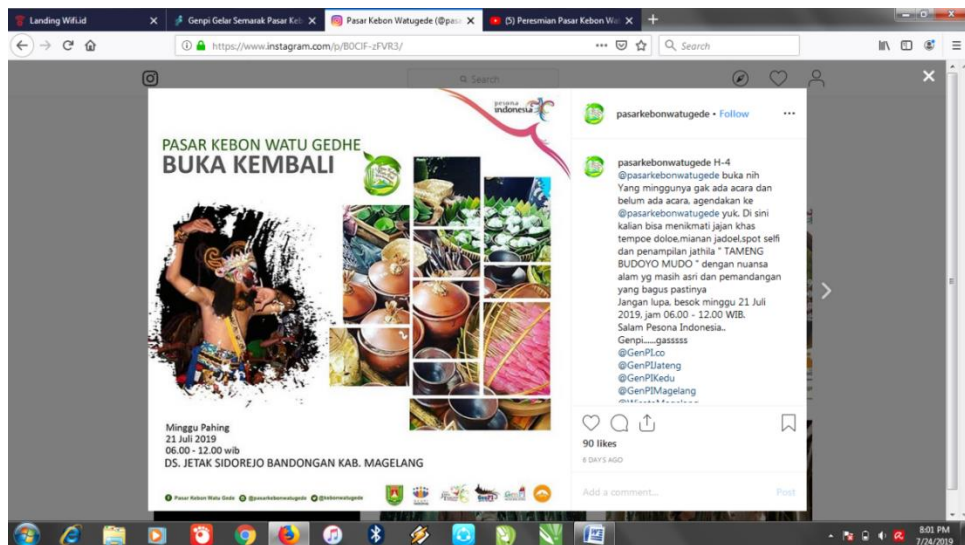 Landing Wifi.id
Genpi Gelar Semarak Pasar Keb
Pasar Kebon Watugede (@pasa
(5) Peresmian Pasar Kebon Wat
https://www.instagram.com/p/B0CIF-zFVR3/
Search
Search
pesona
indonesia
PASAR KEBON WATU GEDHE
BUKA KEMBALI
Minggu Pahing
21 Juli 2019
06.00 - 12.00 wib
DS. JETAK SIDOREJO BANDONGAN KAB. MAGELANG
Pasar Kebon Watu Gede @pasarkebonwatugede @kebonwatugede
pasarkebonwatugede • Follow
pasarkebonwatugede H-4
@pasarkebonwatugede buka nih
Yang minggunya gak ada acara dan
belum ada acara, agendakan ke
@pasarkebonwatugede yuk. Di sini
kalian bisa menikmati jajan khas
tempoe doloe,mianan jadoel,spot selfi
dan penampilan jathila " TAMENG
BUDOYO MUDO " dengan nuansa
alam yg masih asri dan pemandangan
yang bagus pastinya
Jangan lupa, besok minggu 21 Juli
2019, jam 06.00 - 12.00 WIB.
Salam Pesona Indonesia..
Genpi.....gasssss
@GenPI.co
@GenPIJateng
@GenPIKedu
@GenPIMagelang
90 likes
6 DAYS AGO
Add a comment...
Post
8:01 PM
7/24/2019